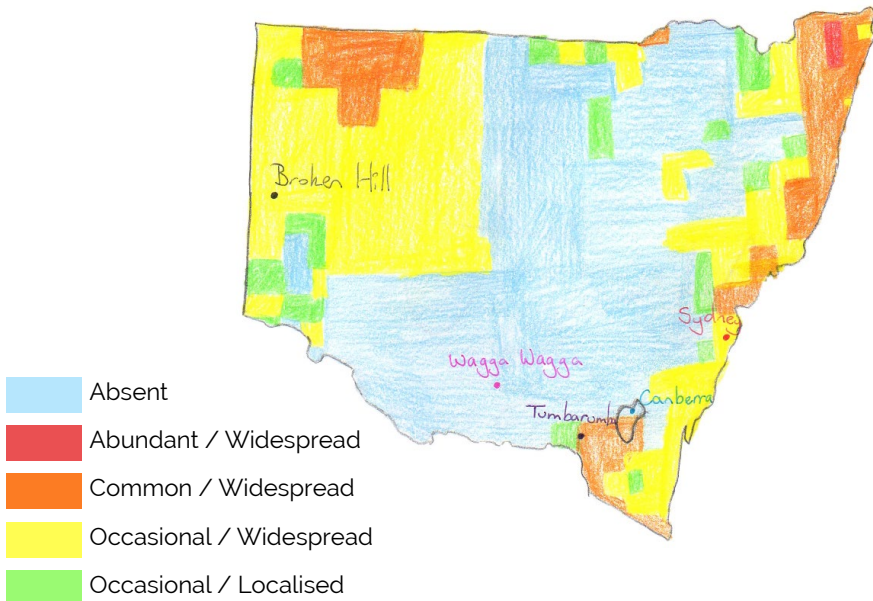 Broken Hill
Sydney
Wagga Wagga
Canberra
Tumbarumba
Absent
Abundant / Widespread
Common / Widespread
Occasional / Widespread
Occasional / Localised